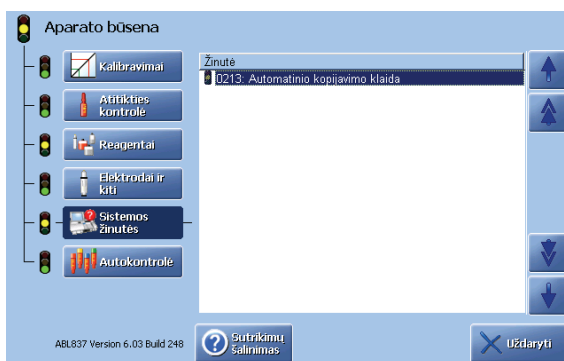 Aparato būsena
Kalibravimai
Atitikties
kontrolė
Reagentai
Elektrodai ir
kiti
Sistemos
žinutės
Autokontrolė
Žinutė
0213: Automatinio kopijavimo klaida
ABL837 Version 6.03 Build 248
Sutrikimų
šalinimas
Uždaryti